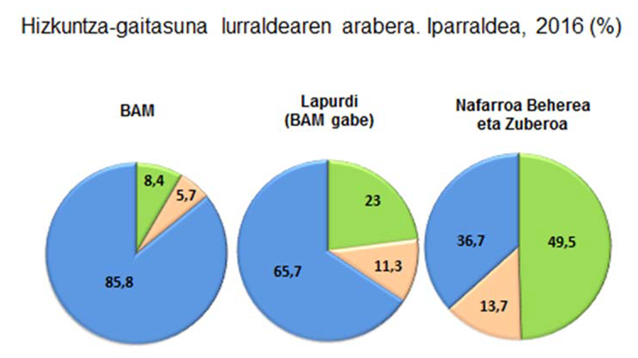 Hizkuntza-gaitasuna lurraldearen arabera. Iparraldea, 2016 (%)
BAM
8,4
5,7
85,8
Lapurdi
(BAM gabe)
23
11,3
65,7
Nafarroa Beherea
eta Zuberoa
36,7
49,5
13,7